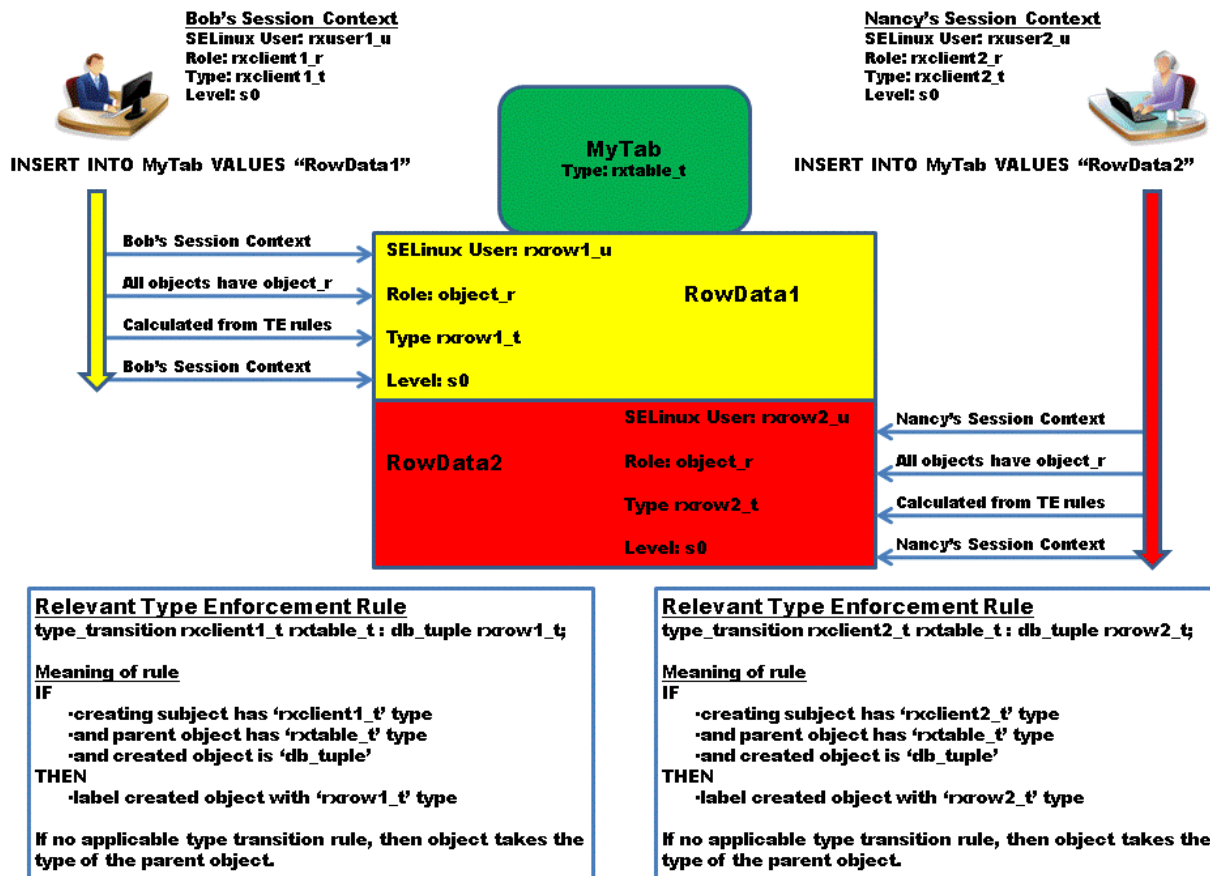 Bob's Session Context
SELinux User: rxuser1_u
Role: rxclient1_r
Type: rxclient1_t
Level: s0
Nancy's Session Context
SELinux User: rxuser2_u
Role: rxclient2_r
Type: rxclient2_t
Level: s0
INSERT INTO MyTab VALUES “RowData1”
MyTab
Type: rxtable_t
INSERT INTO MyTab VALUES “RowData2”
Bob's Session Context
All objects have object_r
Calculated from TE rules
Bob's Session Context
SELinux User: rxrow1_u
Role: object_r
Type rxrow1_t
Level: s0
RowData1
RowData2
SELinux User: rxrow2_u
Role: object_r
Type rxrow2_t
Level: s0
Nancy's Session Context
All objects have object_r
Calculated from TE rules
Nancy's Session Context
Relevant Type Enforcement Rule
type_transition rxclient1_t rxtable_t : db_tuple rxrow1_t;
Meaning of rule
IF
·creating subject has ‘rxclient1_t’ type
·and parent object has ‘rxtable_t’ type
·and created object is ‘db_tuple’
THEN
·label created object with ‘rxrow1_t’ type
If no applicable type transition rule, then object takes the
type of the parent object.
Relevant Type Enforcement Rule
type_transition rxclient2_t rxtable_t : db_tuple rxrow2_t;
Meaning of rule
IF
·creating subject has ‘rxclient2_t’ type
·and parent object has ‘rxtable_t’ type
·and created object is ‘db_tuple’
THEN
·label created object with ‘rxrow2_t’ type
If no applicable type transition rule, then object takes the
type of the parent object.